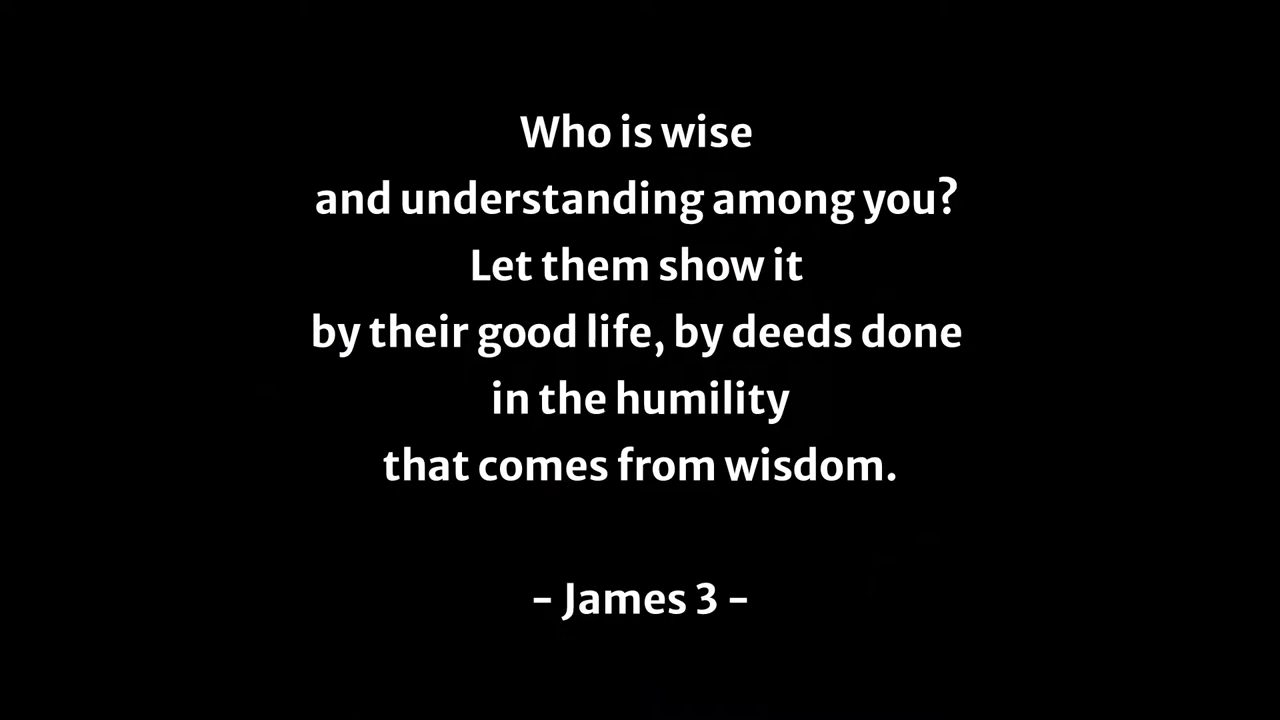 Who is wise
and understanding among you?
Let them show it
by their good life, by deeds done
in the humility
that comes from wisdom.
- James 3 -